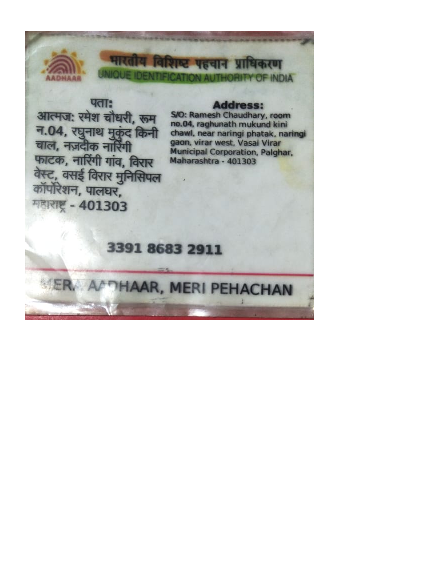 भारतीय विशिष्ट पहचान प्राधिकरण
AADHAAR
UNIQUE IDENTIFICATION AUTHORITY OF INDIA
पता:
आत्मज: रमेश चौधरी, रूम
न.04, रघुनाथ मुकुंद किनी
चाल, नज़दीक नारिंगी
फाटक, नारिंगी गांव, विरार
वेस्ट, वसई विरार मुनिसिपल
कॉर्पोरेशन, पालघर,
महाराष्ट्र - 401303
Address:
S/O: Ramesh Chaudhary, room
no.04, raghunath mukund kini
chawl, near naringi phatak, naringi
gaon, virar west, Vasai Virar
Municipal Corporation, Palghar,
Maharashtra - 401303
3391 8683 2911
MERA AADHAAR, MERI PEHACHAN